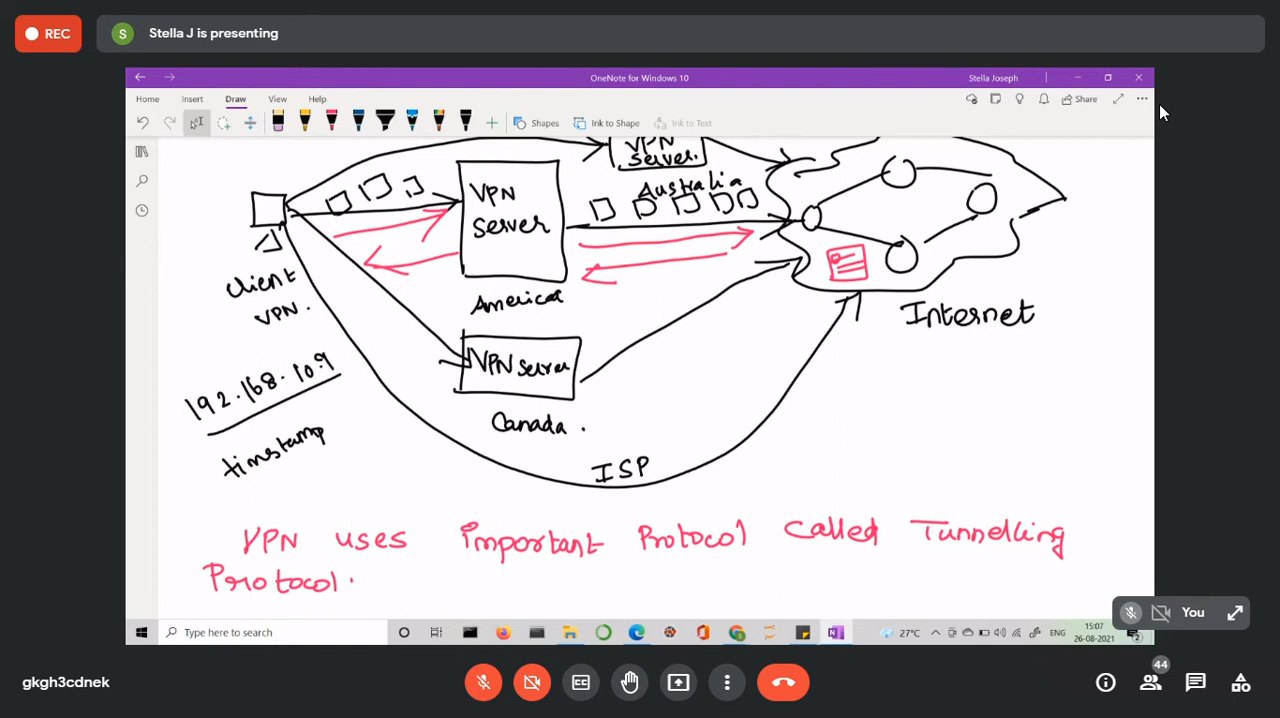 REC
S
Stella J is presenting
OneNote for Windows 10
Stella Joseph
Home
Insert
Draw
View
Help
Share
Shapes
Ink to Shape
Ink to Text
VPN
Server.
Australia
VPN
Server
America
client
VPN.
192.168.10.9
timstamp
VPN Server
Canada.
ISP
Internet
VPN uses important Protocol called Tunnelling
Protocol.
You
Type here to search
27°C
ENG
15:07
26-08-2021
2
gkgh3cdnek
CC
44